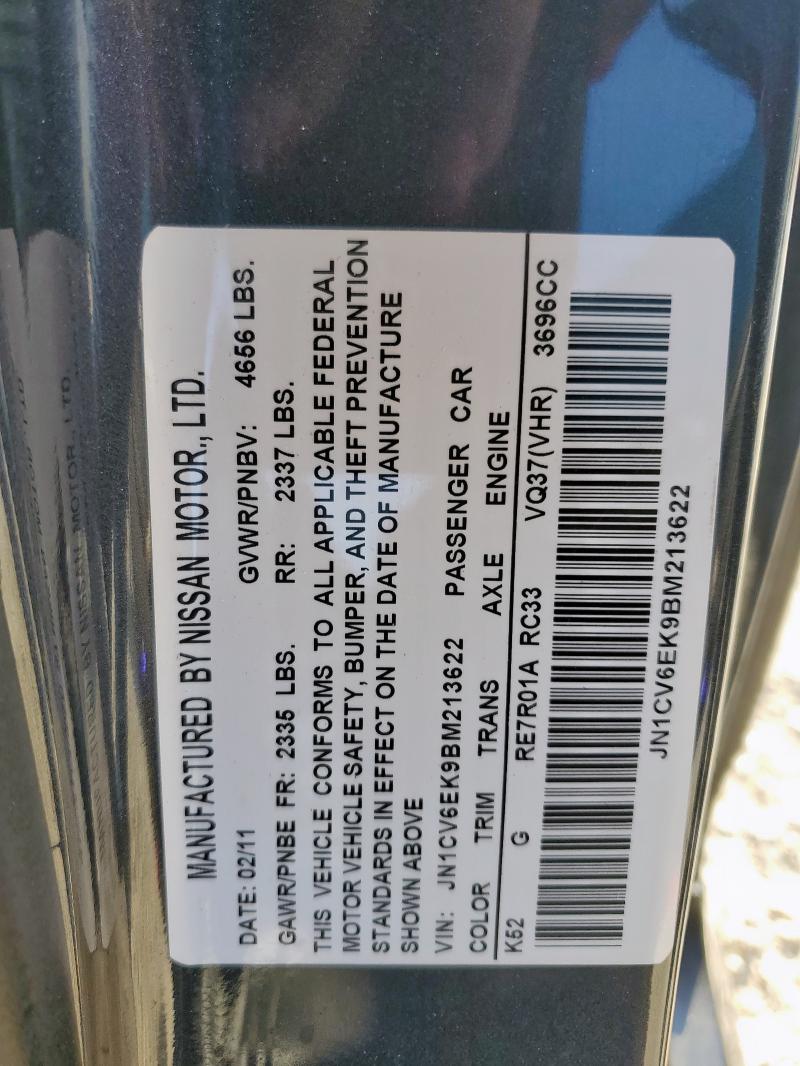 MANUFACTURED BY NISSAN MOTOR., LTD.
DATE: 02/11 GVWR/PNBV: 4656 LBS.
GAWR/PNBE FR: 2335 LBS. RR: 2337 LBS.
THIS VEHICLE CONFORMS TO ALL APPLICABLE FEDERAL
MOTOR VEHICLE SAFETY, BUMPER, AND THEFT PREVENTION
STANDARDS IN EFFECT ON THE DATE OF MANUFACTURE
SHOWN ABOVE
VIN: JN1CV6EK9BM213622 PASSENGER CAR
COLOR TRIM TRANS AXLE ENGINE
K52 G RE7R01A RC33 VQ37(VHR) 3696CC
JN1CV6EK9BM213622